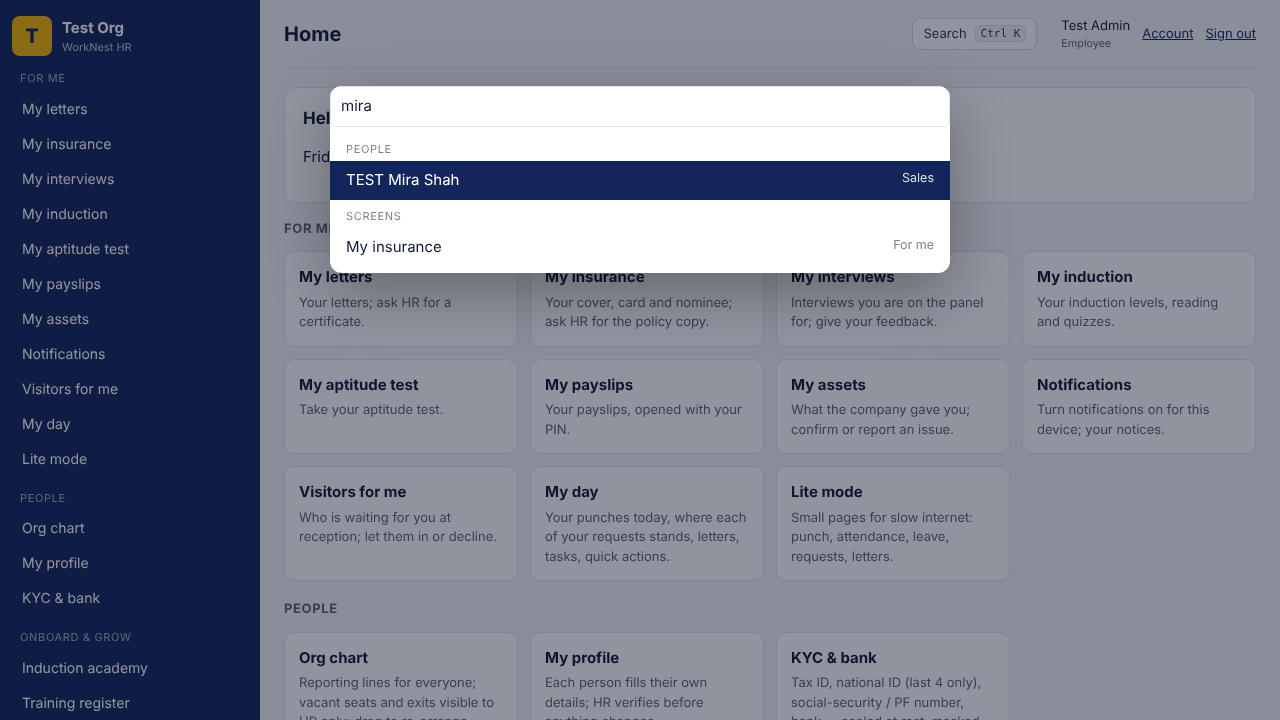 T
Test Org
WorkNest HR
FOR ME
My letters
My insurance
My interviews
My induction
My aptitude test
My payslips
My assets
Notifications
Visitors for me
My day
Lite mode
PEOPLE
Org chart
My profile
KYC & bank
ONBOARD & GROW
Induction academy
Training register
Home
Search Ctrl K
Test Admin
Employee
Account
Sign out
mira
PEOPLE
TEST Mira Shah Sales
SCREENS
My insurance For me
My letters
Your letters; ask HR for a
certificate.
My insurance
Your cover, card and nominee;
ask HR for the policy copy.
My interviews
Interviews you are on the panel
for; give your feedback.
My induction
Your induction levels, reading
and quizzes.
My aptitude test
Take your aptitude test.
My payslips
Your payslips, opened with your
PIN.
My assets
What the company gave you;
confirm or report an issue.
Notifications
Turn notifications on for this
device; your notices.
Visitors for me
Who is waiting for you at
reception; let them in or decline.
My day
Your punches today, where each
of your requests stands, letters,
tasks, quick actions.
Lite mode
Small pages for slow internet:
punch, attendance, leave,
requests, letters.
PEOPLE
Org chart
Reporting lines for everyone;
vacant seats and exits visible to
My profile
Each person fills their own
details; HR verifies before
KYC & bank
Tax ID, national ID (last 4 only),
social-security / PF number,